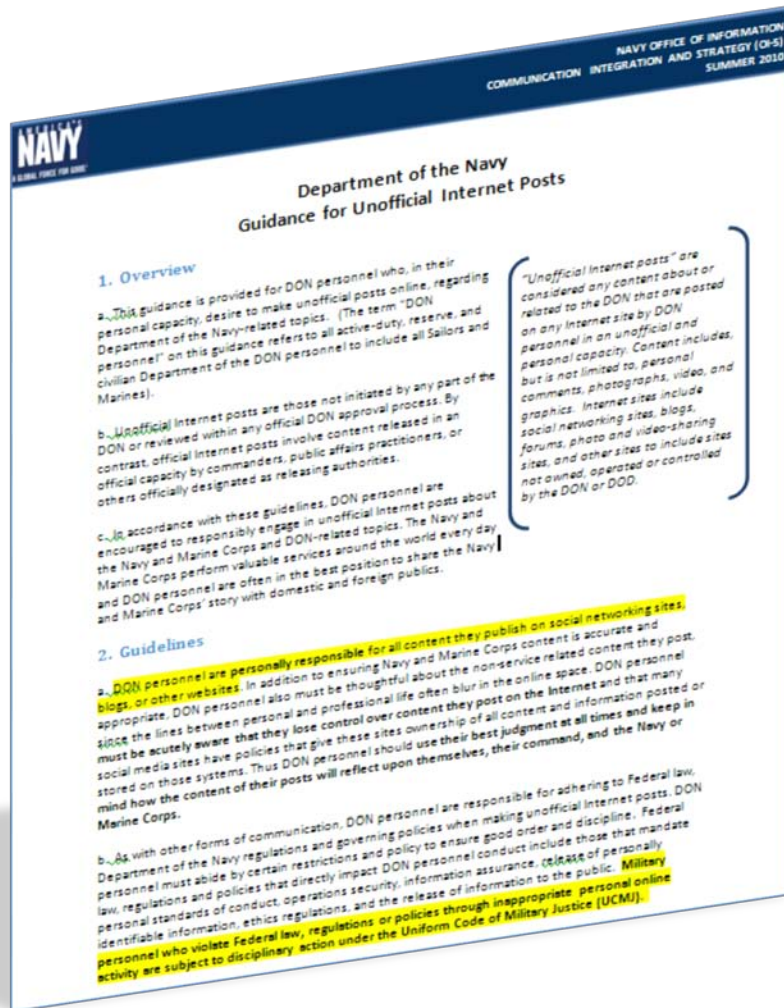 NAVY OFFICE OF INFORMATION
COMMUNICATION INTEGRATION AND STRATEGY (OI-5)
SUMMER 2010
AMERICA'S
NAVY
A GLOBAL FORCE FOR GOOD
Department of the Navy
Guidance for Unofficial Internet Posts
1. Overview
a. This guidance is provided for DON personnel who, in their
personal capacity, desire to make unofficial posts online, regarding
Department of the Navy-related topics. (The term "DON
personnel" on this guidance refers to all active-duty, reserve, and
civilian Department of the DON personnel to include all Sailors and
Marines).
b. Unofficial Internet posts are those not initiated by any part of the
DON or reviewed within any official DON approval process. By
contrast, official Internet posts involve content released in an
official capacity by commanders, public affairs practitioners, or
others officially designated as releasing authorities.
c. In accordance with these guidelines, DON personnel are
encouraged to responsibly engage in unofficial Internet posts about
the Navy and Marine Corps and DON-related topics. The Navy and
Marine Corps perform valuable services around the world every day
and DON personnel are often in the best position to share the Navy
and Marine Corps' story with domestic and foreign publics.
"Unofficial Internet posts" are
considered any content about or
related to the DON that are posted
on any Internet site by DON
personnel in an unofficial and
personal capacity. Content includes,
but is not limited to, personal
comments, photographs, video, and
graphics. Internet sites include
social networking sites, blogs,
forums, photo and video-sharing
sites, and other sites to include sites
not owned, operated or controlled
by the DON or DOD.
2. Guidelines
a. DON personnel are personally responsible for all content they publish on social networking sites,
blogs, or other websites. In addition to ensuring Navy and Marine Corps content is accurate and
appropriate, DON personnel also must be thoughtful about the non-service related content they post,
since the lines between personal and professional life often blur in the online space. DON personnel
must be acutely aware that they lose control over content they post on the Internet and that many
social media sites have policies that give these sites ownership of all content and information posted or
stored on those systems. Thus DON personnel should use their best judgment at all times and keep in
mind how the content of their posts will reflect upon themselves, their command, and the Navy or
Marine Corps.
b. As with other forms of communication, DON personnel are responsible for adhering to Federal law,
Department of the Navy regulations and governing policies when making unofficial Internet posts. DON
personnel must abide by certain restrictions and policy to ensure good order and discipline. Federal
law, regulations and policies that directly impact DON personnel conduct include those that mandate
personal standards of conduct, operations security, information assurance, release of personally
identifiable information, ethics regulations, and the release of information to the public. Military
personnel who violate Federal law, regulations or policies through inappropriate personal online
activity are subject to disciplinary action under the Uniform Code of Military Justice (UCMJ).